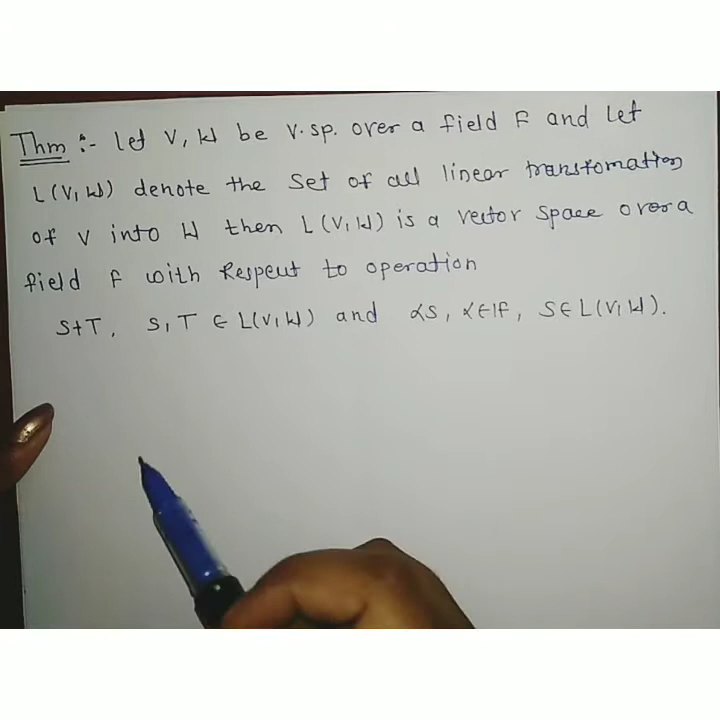 Thm :- let V, W be V.sp. over a field F and let
L(V, W) denote the set of all linear transfomation
of V into W then L(V, W) is a vector space over a
field F with Respect to operation
S+T, S, T ∈ L(V, W) and αS, α∈F, S∈L(V, W).